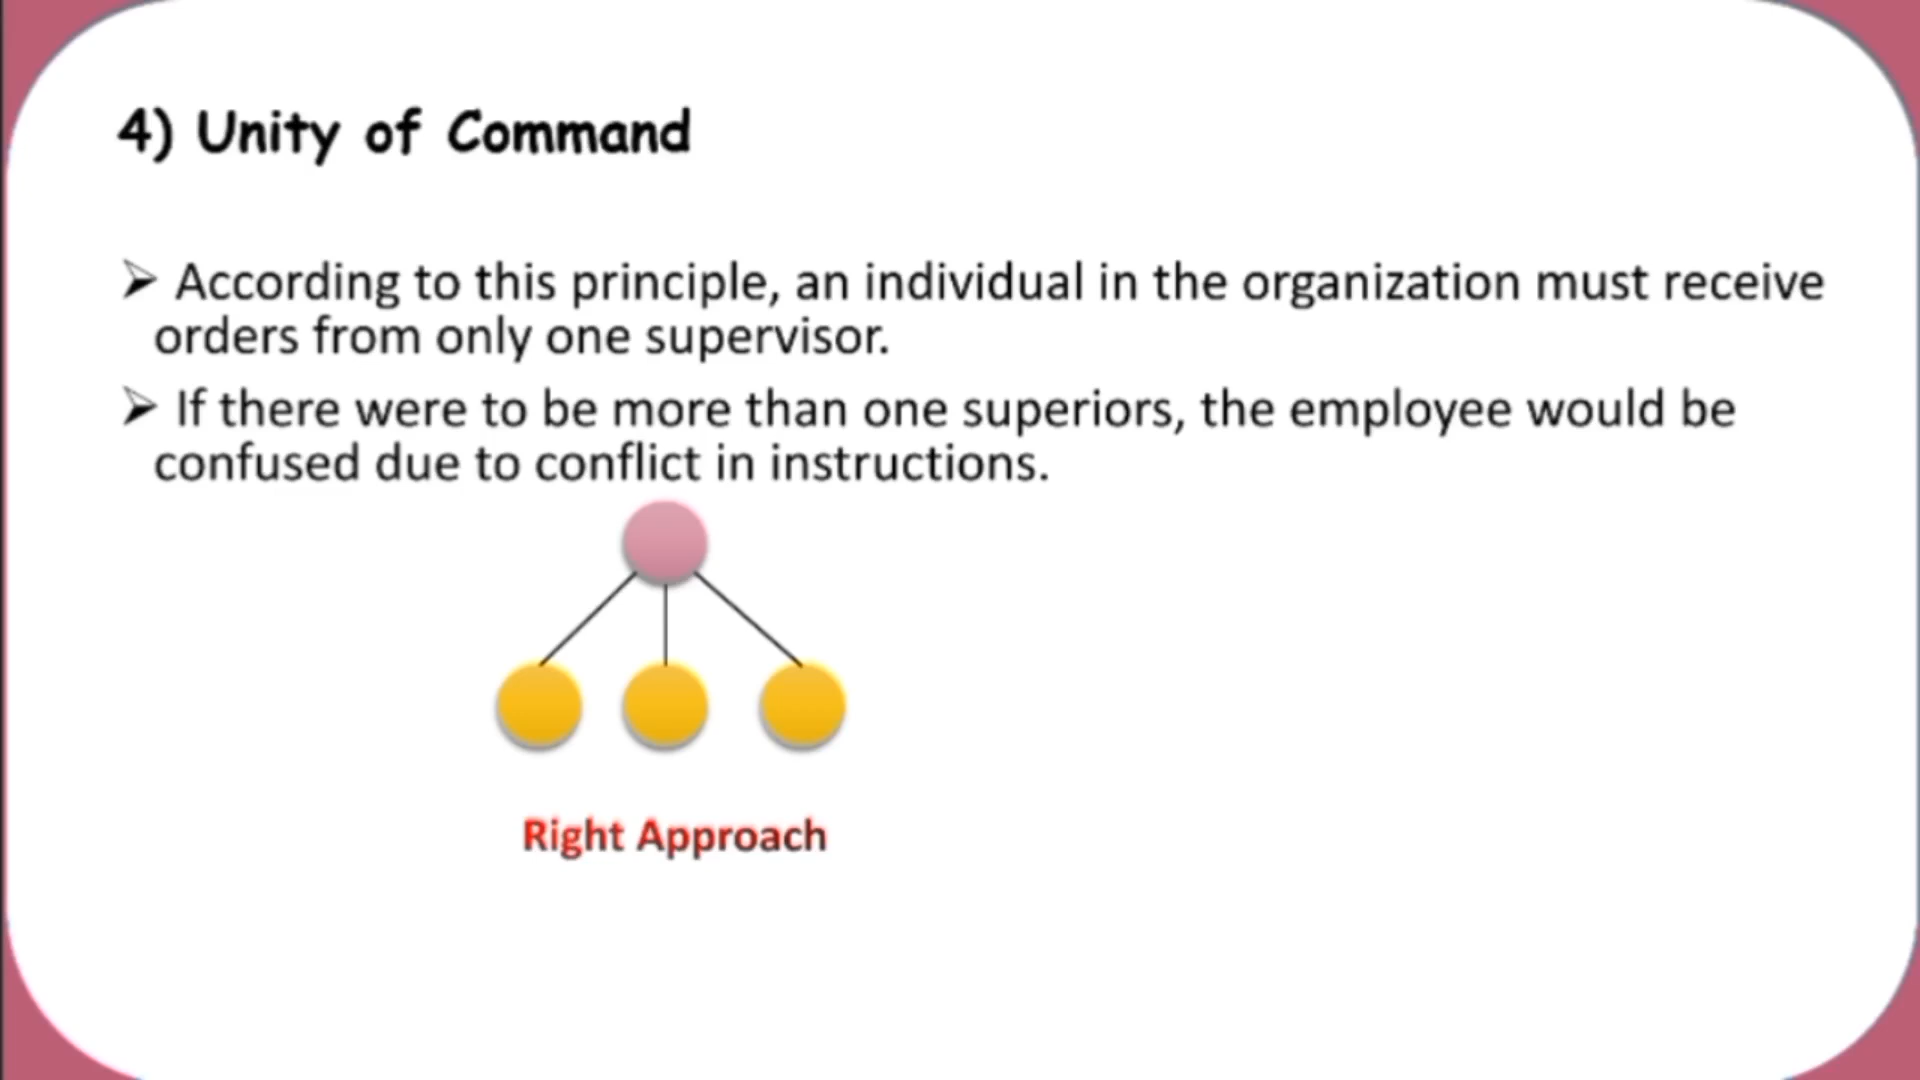 4) Unity of Command
➢ According to this principle, an individual in the organization must receive
orders from only one supervisor.
➢ If there were to be more than one superiors, the employee would be
confused due to conflict in instructions.
Right Approach